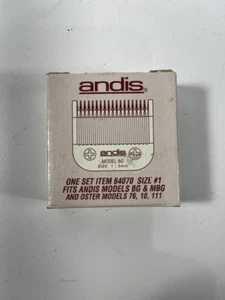 andis
andis
MODEL BG
SIZE 1 - 3mm
ONE SET ITEM 64070 SIZE #1
FITS ANDIS MODELS BG & MBG
AND OSTER MODELS 76, 10, 111